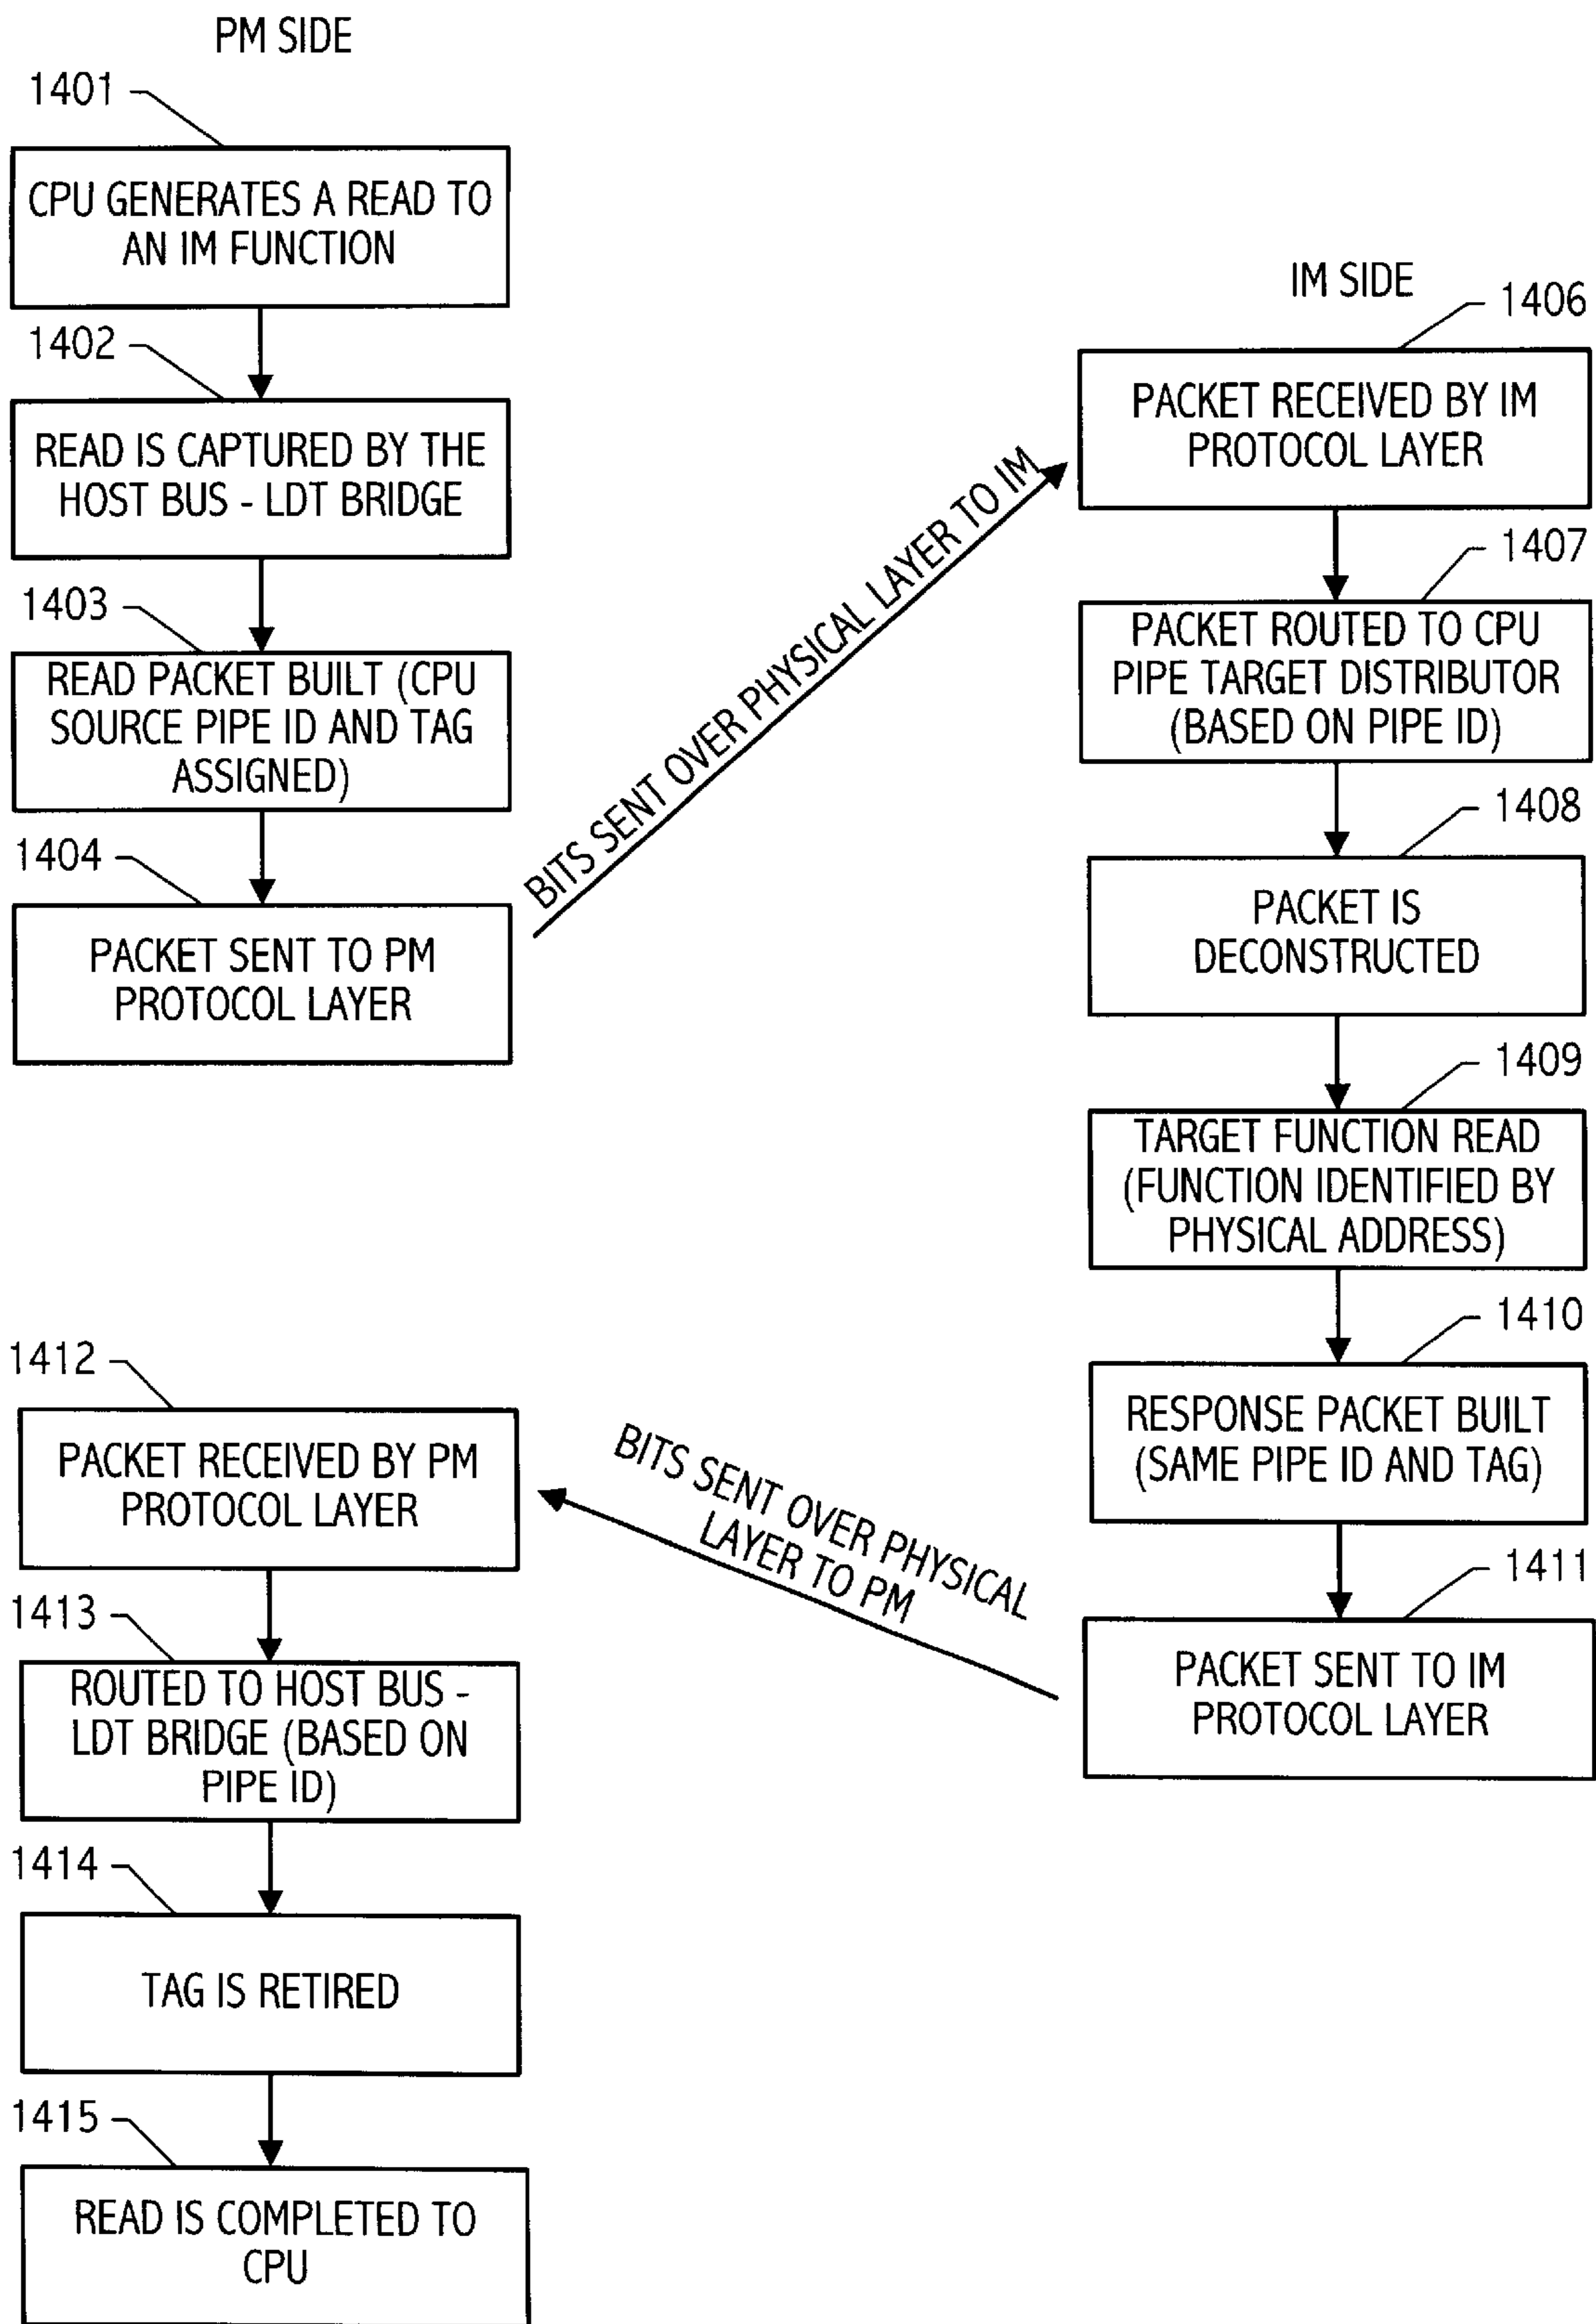 PM SIDE
1401
CPU GENERATES A READ TO
AN IM FUNCTION
1402
READ IS CAPTURED BY THE
HOST BUS - LDT BRIDGE
1403
READ PACKET BUILT (CPU
SOURCE PIPE ID AND TAG
ASSIGNED)
1404
PACKET SENT TO PM
PROTOCOL LAYER
BITS SENT OVER PHYSICAL LAYER TO IM
IM SIDE
1406
PACKET RECEIVED BY IM
PROTOCOL LAYER
1407
PACKET ROUTED TO CPU
PIPE TARGET DISTRIBUTOR
(BASED ON PIPE ID)
1408
PACKET IS
DECONSTRUCTED
1409
TARGET FUNCTION READ
(FUNCTION IDENTIFIED BY
PHYSICAL ADDRESS)
1410
RESPONSE PACKET BUILT
(SAME PIPE ID AND TAG)
1411
PACKET SENT TO IM
PROTOCOL LAYER
BITS SENT OVER PHYSICAL
LAYER TO PM
1412
PACKET RECEIVED BY PM
PROTOCOL LAYER
1413
ROUTED TO HOST BUS -
LDT BRIDGE (BASED ON
PIPE ID)
1414
TAG IS RETIRED
1415
READ IS COMPLETED TO
CPU